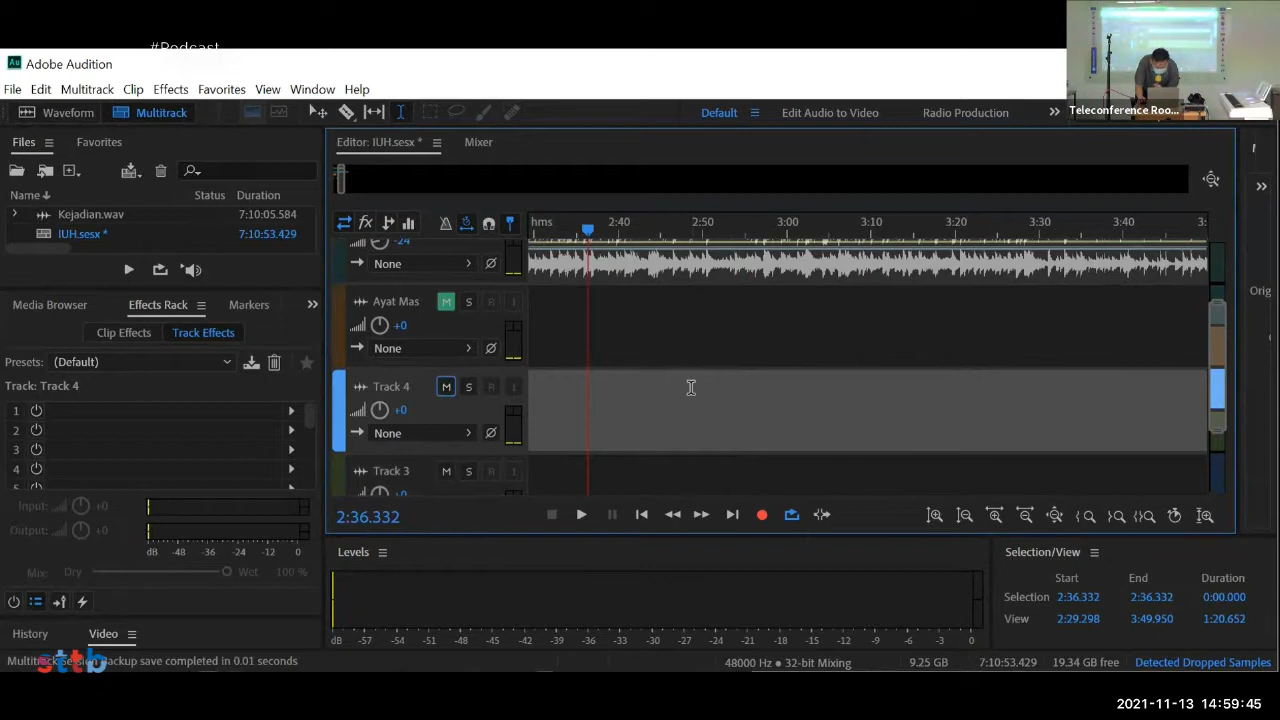 #Podcast
Adobe Audition
File Edit Multitrack Clip Effects Favorites View Window Help
Teleconference Roo...
Waveform Multitrack Default Edit Audio to Video Radio Production
Files Favorites Editor: IUH.sesx * Mixer
Name Status Duration
Kejadian.wav 7:10:05.584
IUH.sesx * 7:10:53.429
hms 2:40 2:50 3:00 3:10 3:20 3:30 3:40
-24
None
Media Browser Effects Rack Markers
Ayat Mas M S R I
+0
Clip Effects Track Effects
None
Presets: (Default)
Track: Track 4
Track 4 M S R I
+0
1
2
None
3
4
Track 3 M S R I
+0
Input: +0
Output: +0
dB -48 -36 -24 -12 0
Mix: Dry Wet 100 %
2:36.332
Levels
dB -57 -54 -51 -48 -45 -42 -39 -36 -33 -30 -27 -24 -21 -18 -15 -12 -9 -6 -3 0
Selection/View
Start End Duration
Selection 2:36.332 2:36.332 0:00.000
View 2:29.298 3:49.950 1:20.652
Orig
History Video
Multitrack Session backup save completed in 0.01 seconds
sttb
48000 Hz ● 32-bit Mixing 9.25 GB 7:10:53.429 19.34 GB free Detected Dropped Samples
2021-11-13 14:59:45